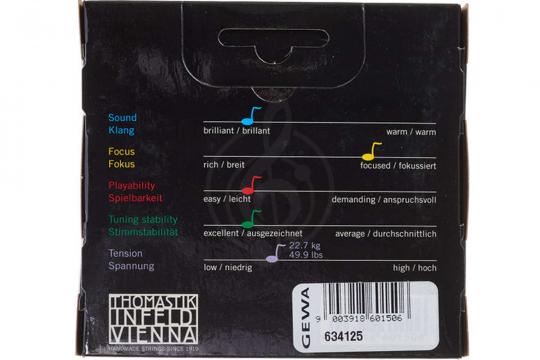 Sound
Klang
brilliant / brillant warm / warm
Focus
Fokus
rich / breit focused / fokussiert
Playability
Spielbarkeit
easy / leicht demanding / anspruchsvoll
Tuning stability
Stimmstabilität
excellent / ausgezeichnet average / durchschnittlich
Tension
Spannung
22.7 kg
49.9 lbs
low / niedrig high / hoch
THOMASTIK
INFELD
VIENNA
HANDMADE STRINGS SINCE 1919
GEWA
9 003918 601506
634125